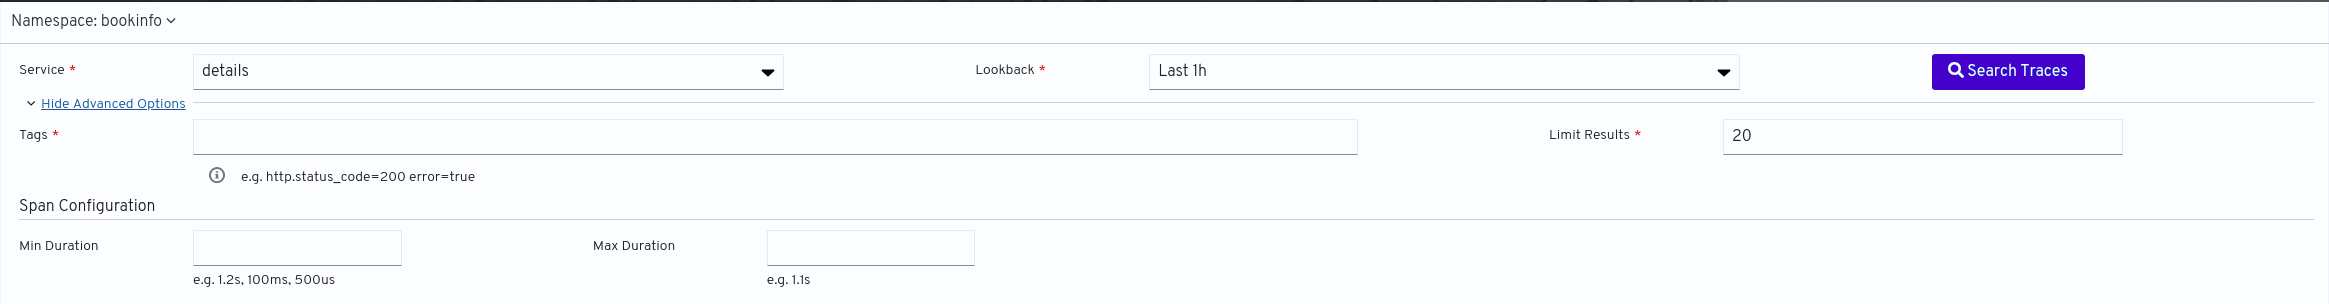 Namespace: bookinfo
Service * details Lookback * Last 1h Search Traces
Hide Advanced Options
Tags * Limit Results * 20
e.g. http.status_code=200 error=true
Span Configuration
Min Duration Max Duration
e.g. 1.2s, 100ms, 500us e.g. 1.1s